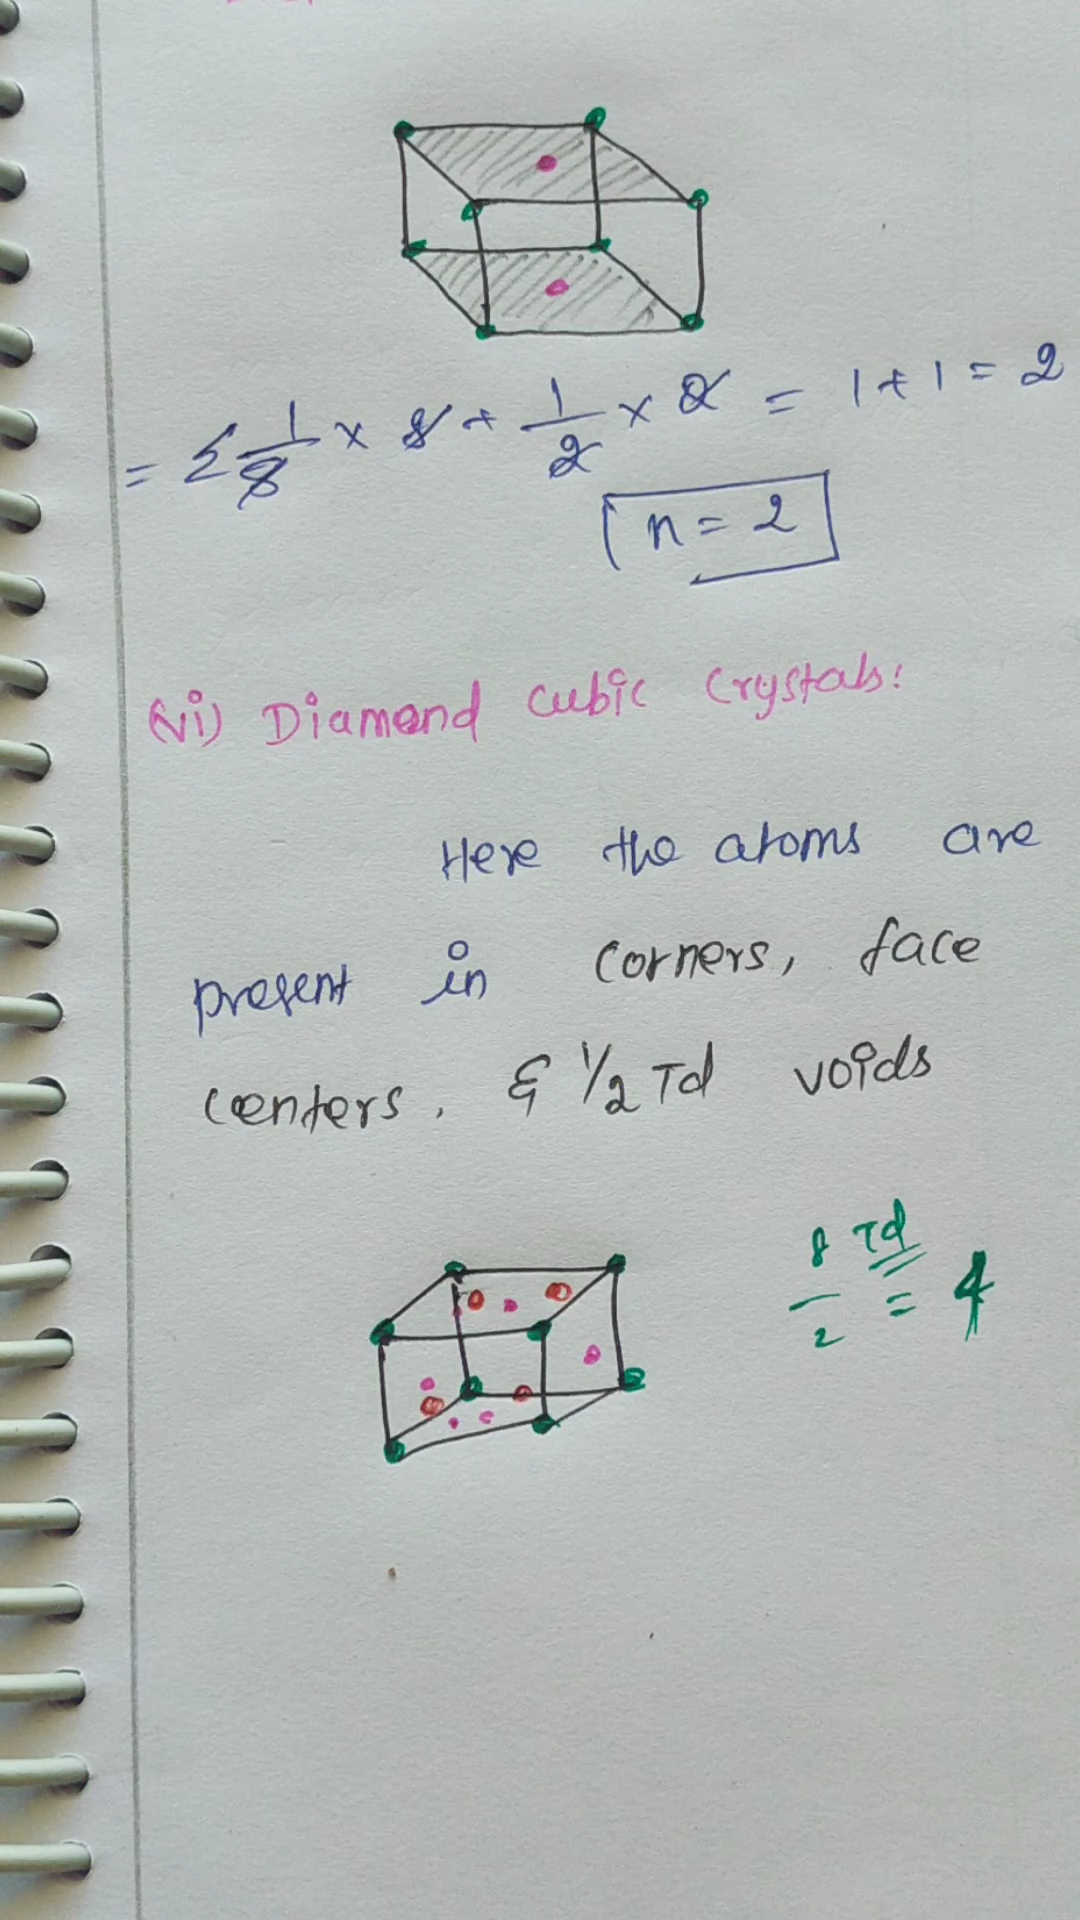 = Σ 1/8 × 8 + 1/2 × 2 = 1 + 1 = 2
n = 2
(vi) Diamond cubic crystals:
Here the atoms are
present in corners, face
centers, & 1/2 Td voids
8 Td / 2 = 4